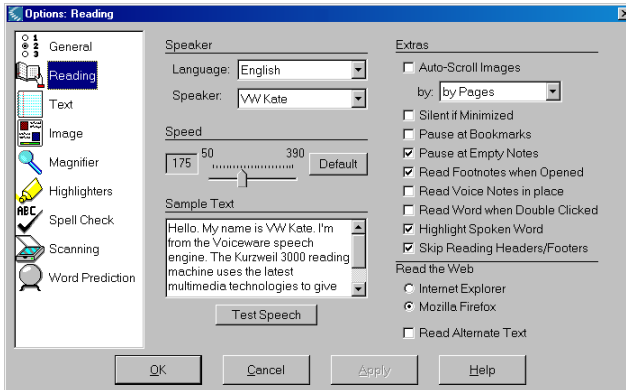 Options: Reading
General
Reading
Text
Image
Magnifier
Highlighters
ABC
Spell Check
Scanning
Word Prediction
Speaker
Language: English
Speaker: VW Kate
Speed
175 50 390 Default
Sample Text
Hello. My name is VW Kate. I'm
from the Voiceware speech
engine. The Kurzweil 3000 reading
machine uses the latest
multimedia technologies to give
Test Speech
Extras
Auto-Scroll Images
by: by Pages
Silent if Minimized
Pause at Bookmarks
Pause at Empty Notes
Read Footnotes when Opened
Read Voice Notes in place
Read Word when Double Clicked
Highlight Spoken Word
Skip Reading Headers/Footers
Read the Web
Internet Explorer
Mozilla Firefox
Read Alternate Text
OK Cancel Apply Help